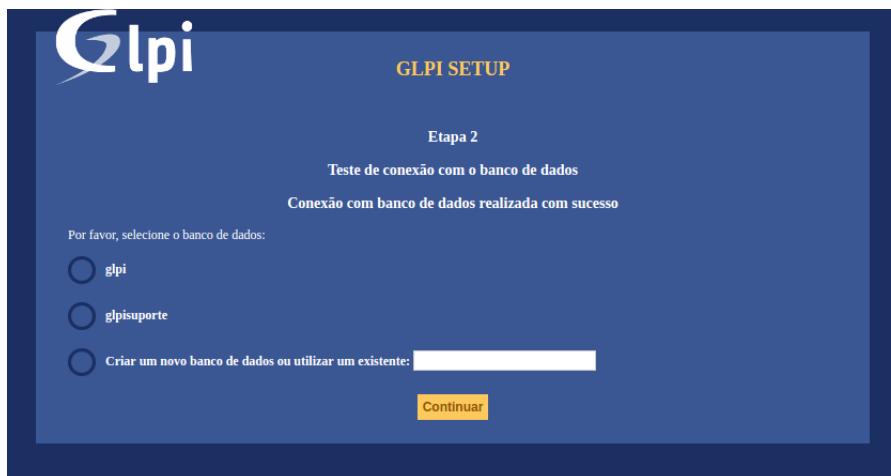 Glpi
GLPI SETUP
Etapa 2
Teste de conexão com o banco de dados
Conexão com banco de dados realizada com sucesso
Por favor, selecione o banco de dados:
glpi
glpisuporte
Criar um novo banco de dados ou utilizar um existente:
Continuar